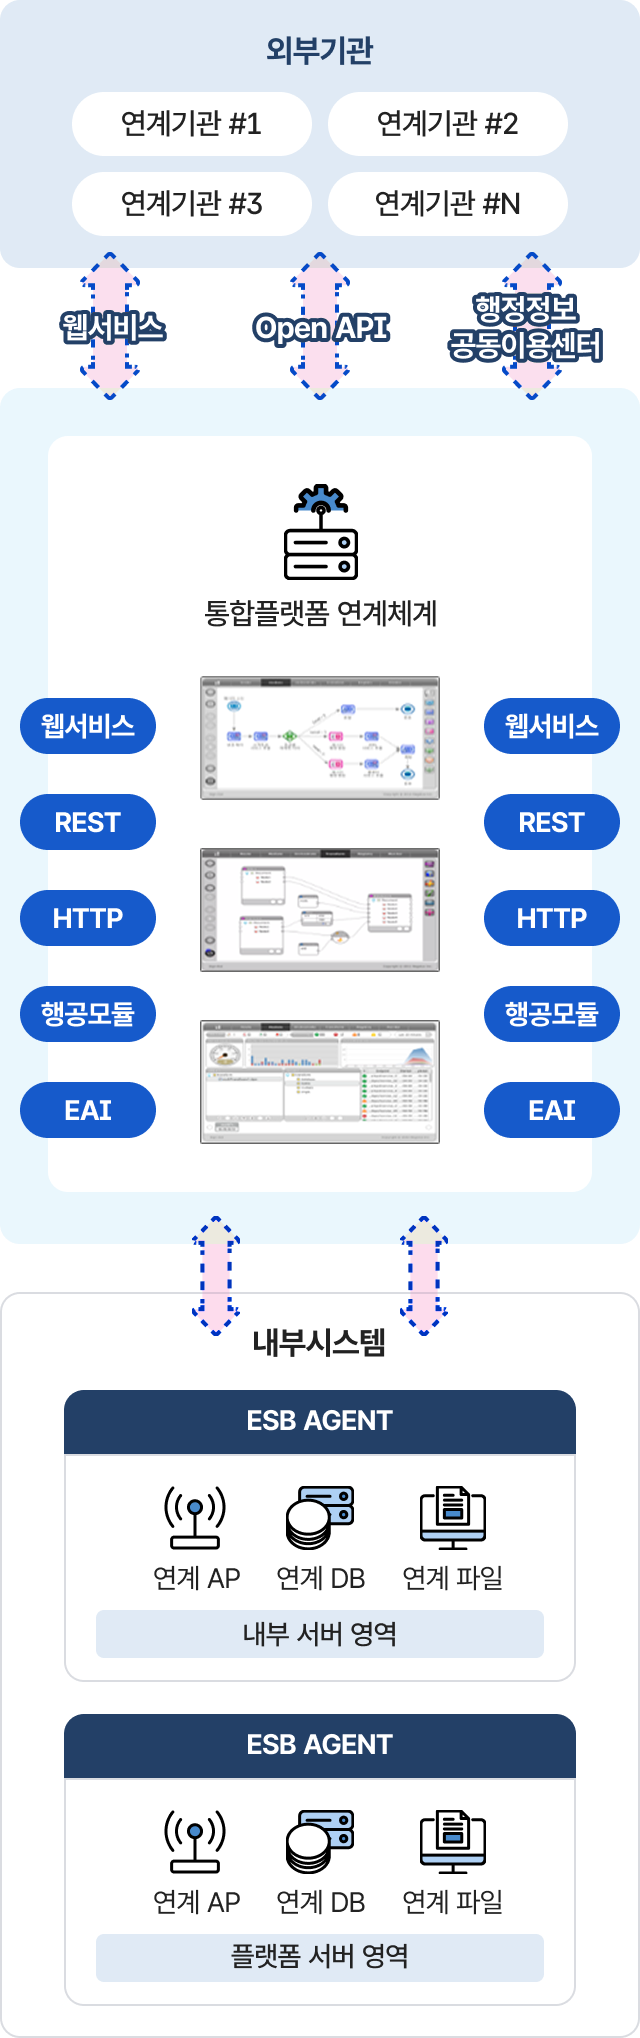 외부기관
연계기관 #1
연계기관 #2
연계기관 #3
연계기관 #N
웹서비스
Open API
행정정보
공동이용센터
통합플랫폼 연계체계
웹서비스
REST
HTTP
행공모듈
EAI
웹서비스
REST
HTTP
행공모듈
EAI
내부시스템
ESB AGENT
연계 AP
연계 DB
연계 파일
내부 서버 영역
ESB AGENT
연계 AP
연계 DB
연계 파일
플랫폼 서버 영역